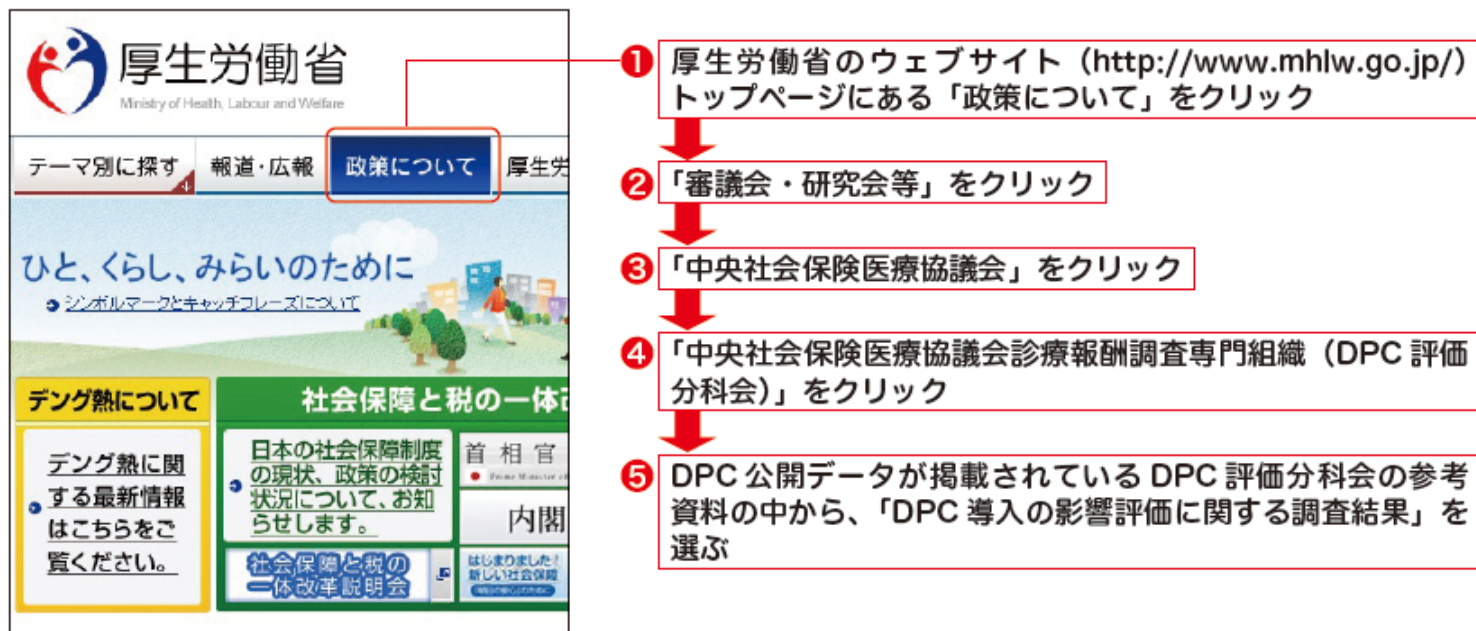 厚生労働省
Ministry of Health, Labour and Welfare
テーマ別に探す
報道・広報
政策について
厚生労
ひと、くらし、みらいのために
シンボルマークとキャッチフレーズについて
デング熱について
デング熱に関
する最新情報
はこちらをご
覧ください。
社会保障と税の一体
日本の社会保障制度
の現状、政策の検討
状況について、お知
らせします。
社会保障と税の
一体改革説明会
首相官
内閣
はじまりました!
新しい社会保障
❶ 厚生労働省のウェブサイト(http://www.mhlw.go.jp/)
トップページにある「政策について」をクリック
❷ 「審議会・研究会等」をクリック
❸ 「中央社会保険医療協議会」をクリック
❹ 「中央社会保険医療協議会診療報酬調査専門組織(DPC 評価
分科会)」をクリック
❺ DPC 公開データが掲載されている DPC 評価分科会の参考
資料の中から、「DPC 導入の影響評価に関する調査結果」を
選ぶ